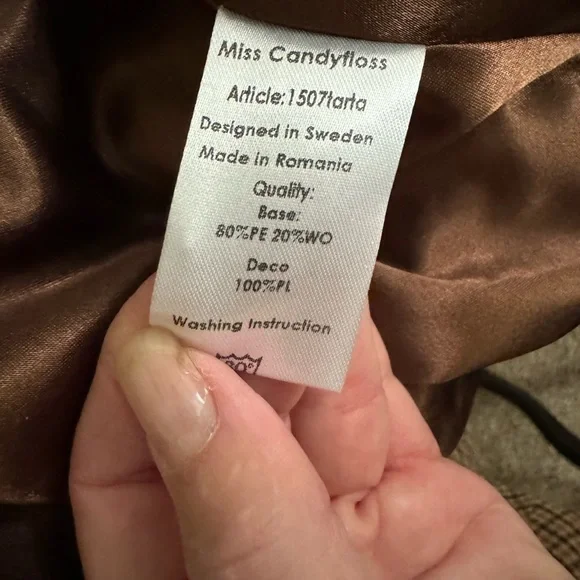 Miss Candyfloss
Article:1507tarta
Designed in Sweden
Made in Romania
Quality:
Base:
80%PE 20%WO
Deco
100%PL
Washing Instruction
30°